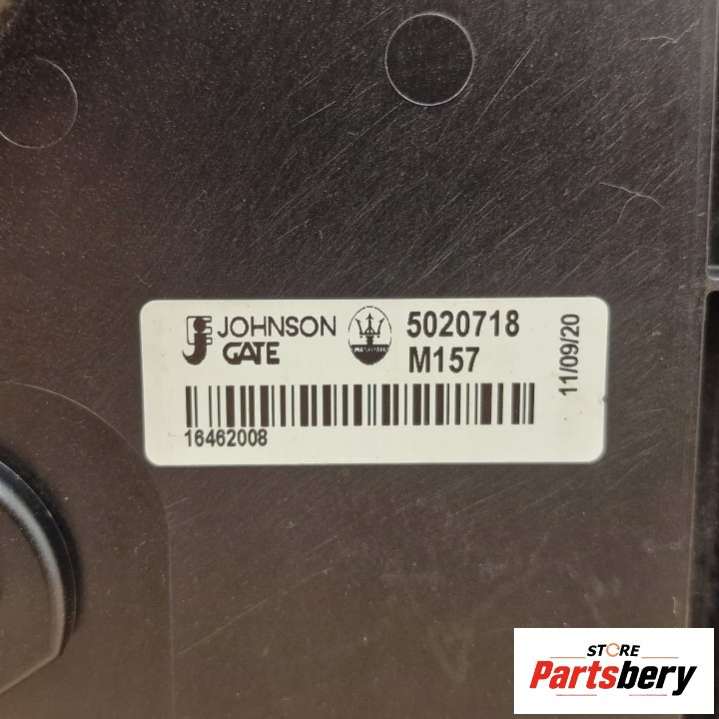 JOHNSON
GATE
5020718
M157
11/09/20
16462008
STORE
Partsbery